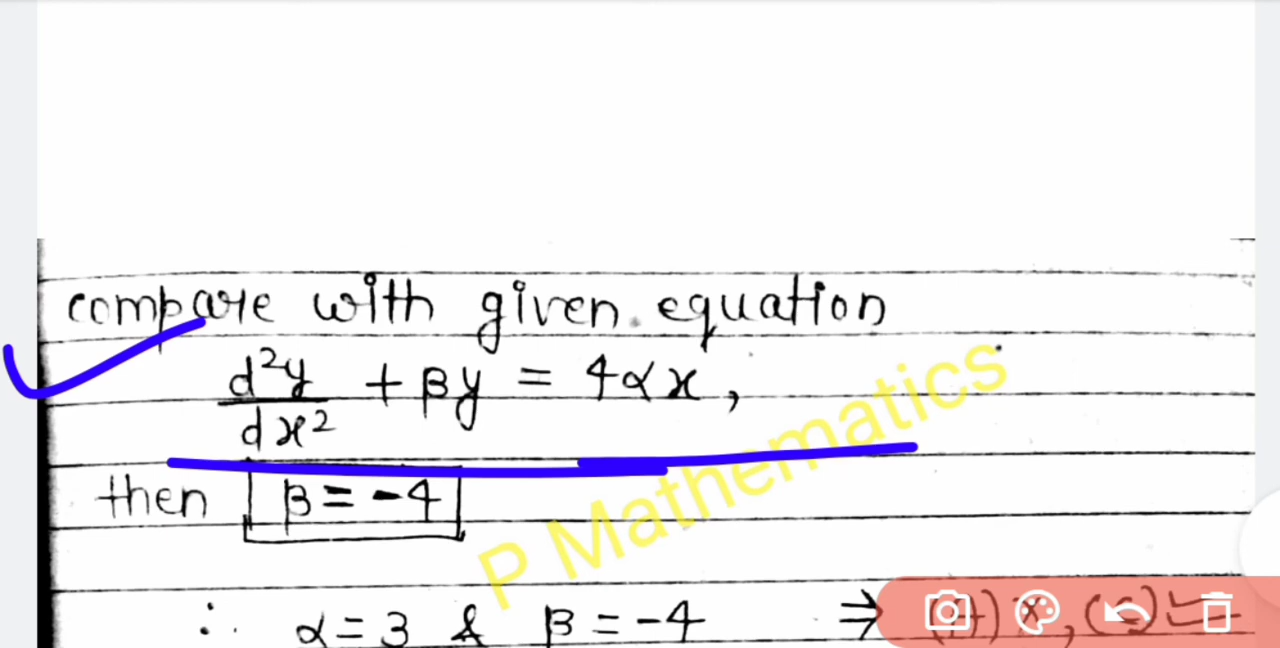 compare with given equation
d²y/dx² + βy = 4αx,
then β = -4
P Mathematics
∴ α = 3 & β = -4 ⇒ (A) x, (C)